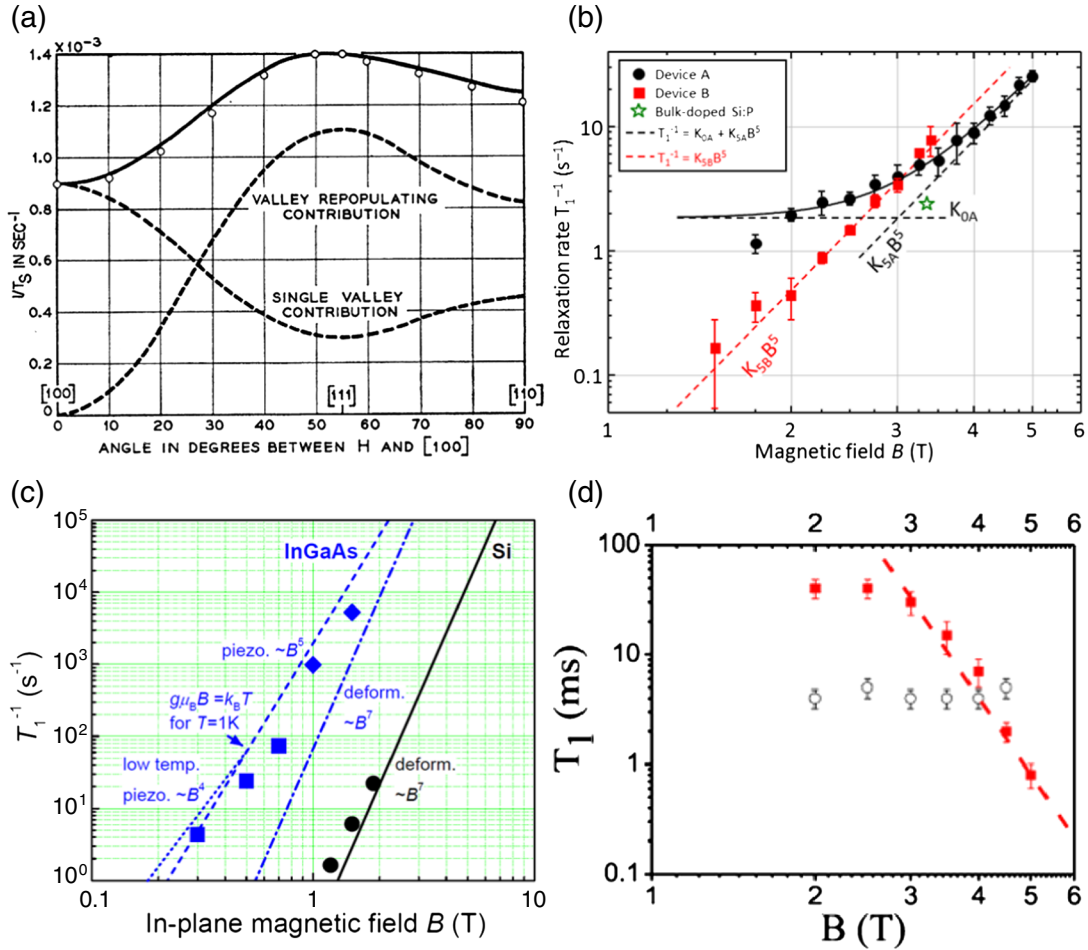 (a)
×10⁻³
1.4
1.2
1.0
0.8
0.6
0.4
0.2
0
I/Ts IN SEC⁻¹
VALLEY REPOPULATING
CONTRIBUTION
SINGLE VALLEY
CONTRIBUTION
[100]
[111]
[110]
0 10 20 30 40 50 60 70 80 90
ANGLE IN DEGREES BETWEEN H AND [100]
(b)
Device A
Device B
Bulk-doped Si:P
T₁⁻¹ = K₀A + K₅AB⁵
T₁⁻¹ = K₅BB⁵
10
1
0.1
Relaxation rate T₁⁻¹ (s⁻¹)
K₀A
K₅AB⁵
K₅BB⁵
1 2 3 4 5 6
Magnetic field B (T)
(c)
10⁵
10⁴
10³
10²
10¹
10⁰
T₁⁻¹ (s⁻¹)
InGaAs
Si
piezo. ~B⁵
gμBB =kBT
for T=1K
deform.
~B⁷
low temp.
piezo. ~B⁴
deform.
~B⁷
0.1 1 10
In-plane magnetic field B (T)
(d)
1 2 3 4 5 6
100
10
1
0.1
T₁ (ms)
1 2 3 4 5 6
B (T)